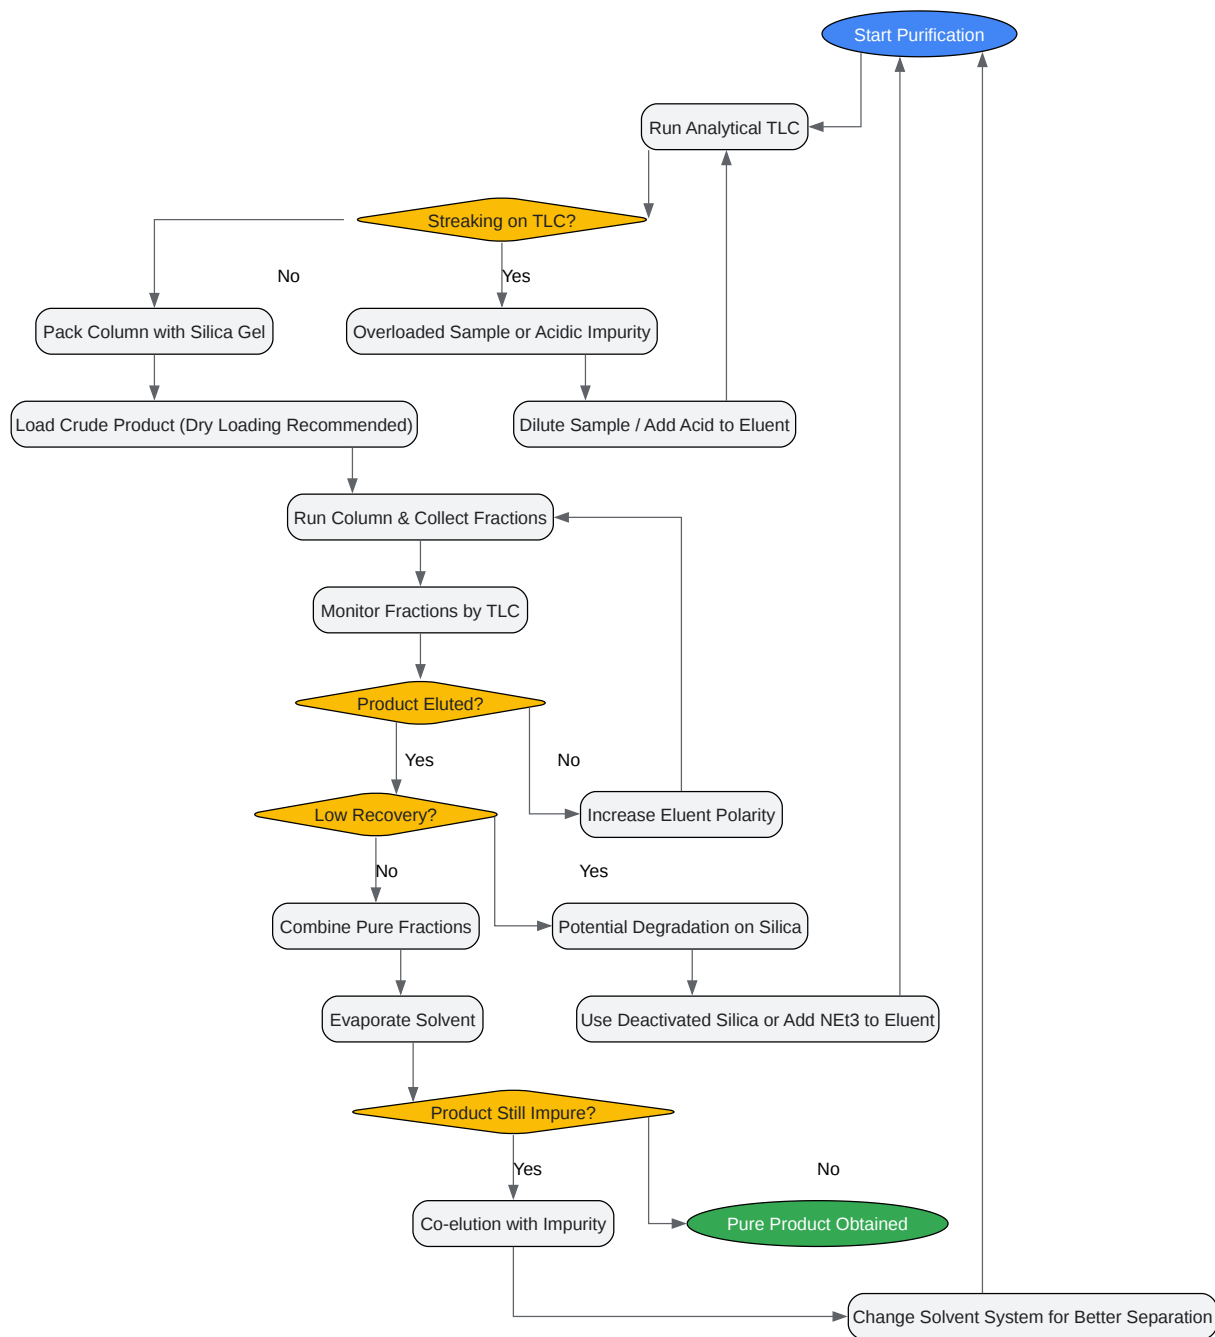 Start Purification
Run Analytical TLC
Streaking on TLC?
No
Yes
Pack Column with Silica Gel
Overloaded Sample or Acidic Impurity
Load Crude Product (Dry Loading Recommended)
Dilute Sample / Add Acid to Eluent
Run Column & Collect Fractions
Monitor Fractions by TLC
Product Eluted?
Yes
No
Low Recovery?
Increase Eluent Polarity
No
Yes
Combine Pure Fractions
Potential Degradation on Silica
Evaporate Solvent
Use Deactivated Silica or Add NEt3 to Eluent
Product Still Impure?
Yes
No
Co-elution with Impurity
Pure Product Obtained
Change Solvent System for Better Separation